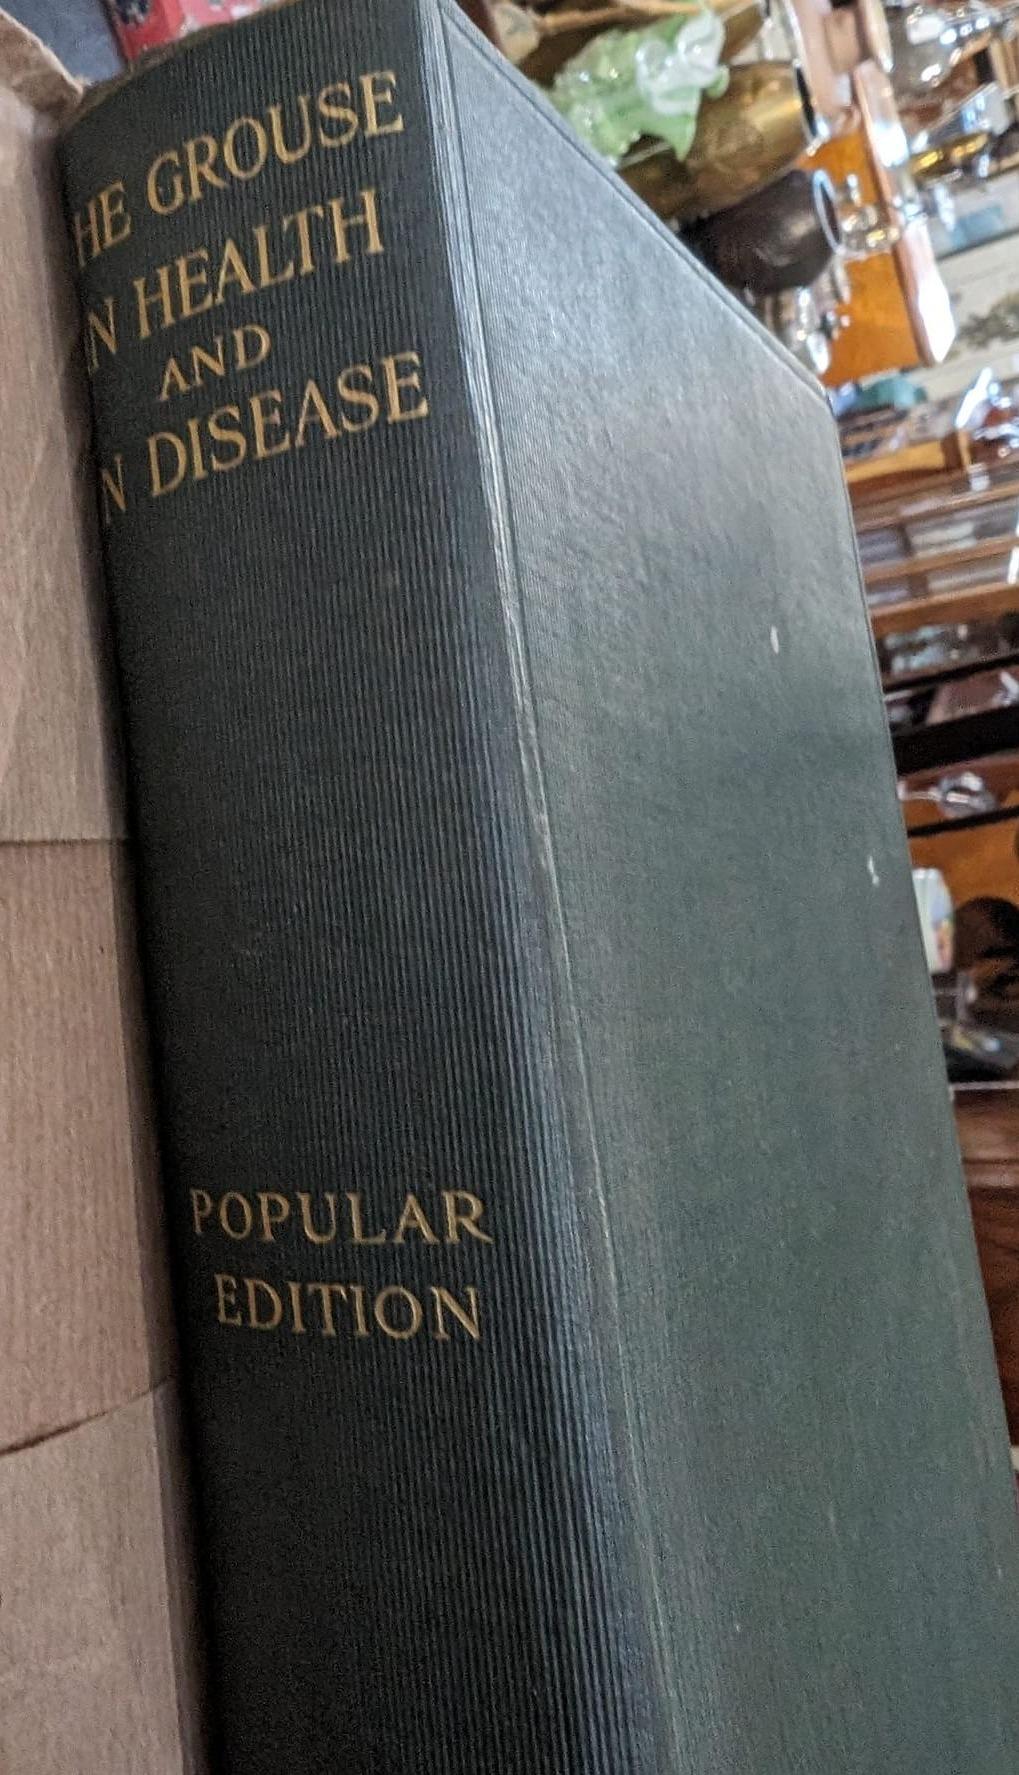 HE GROUSE
N HEALTH
AND
N DISEASE
POPULAR
EDITION